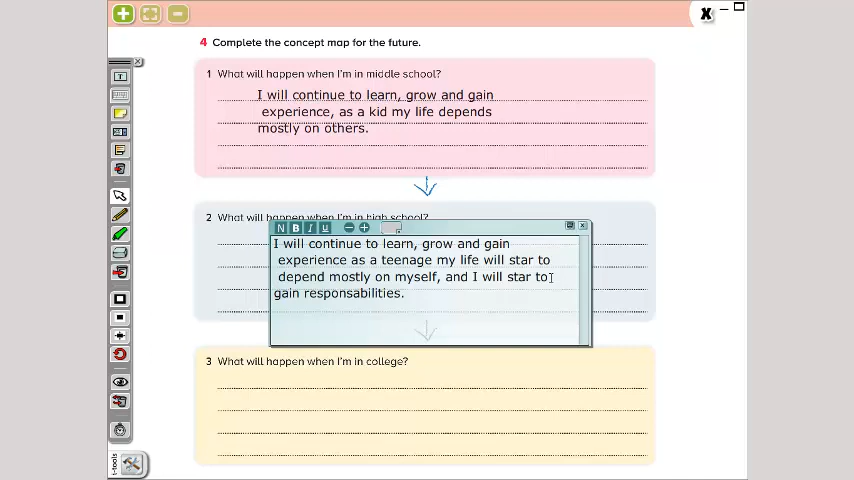 4 Complete the concept map for the future.
1 What will happen when I'm in middle school?
I will continue to learn, grow and gain
experience, as a kid my life depends
mostly on others.
2 What will happen when I'm in high school?
N B I U
I will continue to learn, grow and gain
experience as a teenage my life will star to
depend mostly on myself, and I will star to
gain responsabilities.
3 What will happen when I'm in college?
i-tools